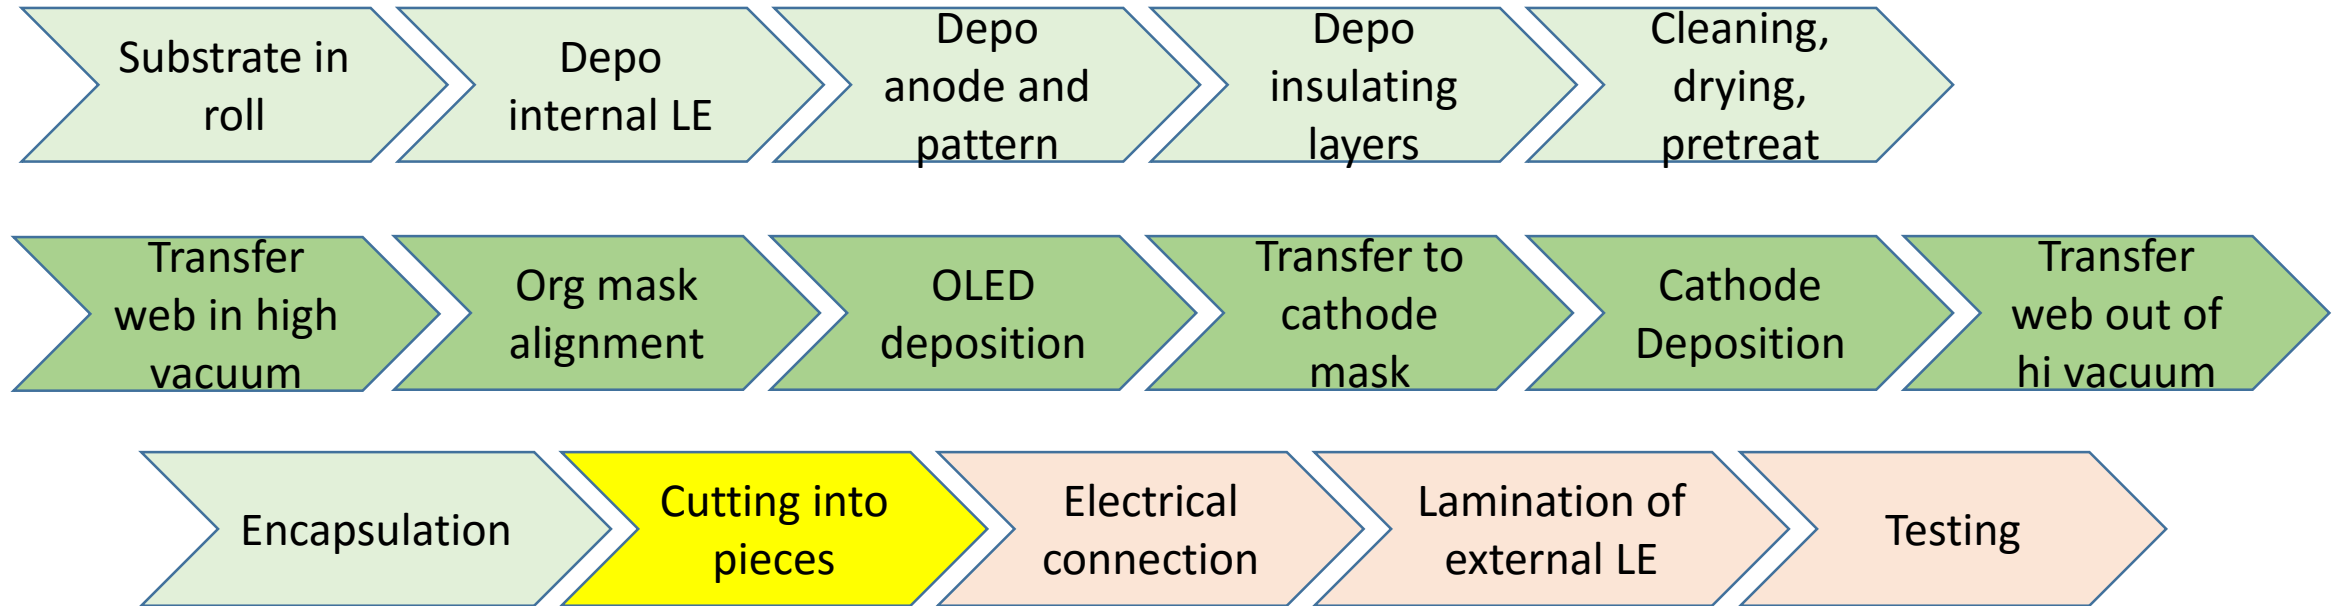 Substrate in
roll
Depo
internal LE
Depo
anode and
pattern
Depo
insulating
layers
Cleaning,
drying,
pretreat
Transfer
web in high
vacuum
Org mask
alignment
OLED
deposition
Transfer to
cathode
mask
Cathode
Deposition
Transfer
web out of
hi vacuum
Encapsulation
Cutting into
pieces
Electrical
connection
Lamination of
external LE
Testing